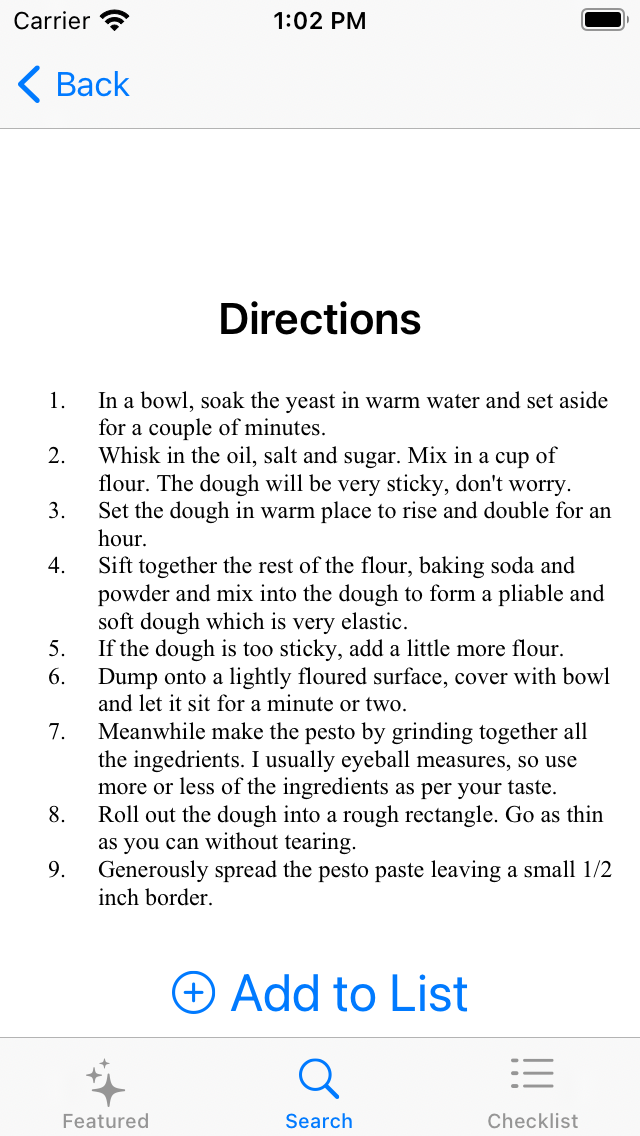 Carrier 1:02 PM
Back
Directions
1. In a bowl, soak the yeast in warm water and set aside
for a couple of minutes.
2. Whisk in the oil, salt and sugar. Mix in a cup of
flour. The dough will be very sticky, don't worry.
3. Set the dough in warm place to rise and double for an
hour.
4. Sift together the rest of the flour, baking soda and
powder and mix into the dough to form a pliable and
soft dough which is very elastic.
5. If the dough is too sticky, add a little more flour.
6. Dump onto a lightly floured surface, cover with bowl
and let it sit for a minute or two.
7. Meanwhile make the pesto by grinding together all
the ingedrients. I usually eyeball measures, so use
more or less of the ingredients as per your taste.
8. Roll out the dough into a rough rectangle. Go as thin
as you can without tearing.
9. Generously spread the pesto paste leaving a small 1/2
inch border.
Add to List
Featured Search Checklist